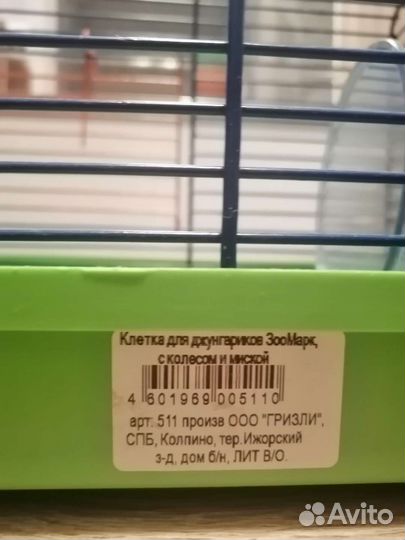 Клетка для джунгариков ЗооМарк,
с колесом и миской
4 601969 005110
арт. 511 произв ООО "ГРИЗЛИ",
СПБ, Колпино, тер.Ижорский
з-д, дом б/н, ЛИТ В/О.
Avito